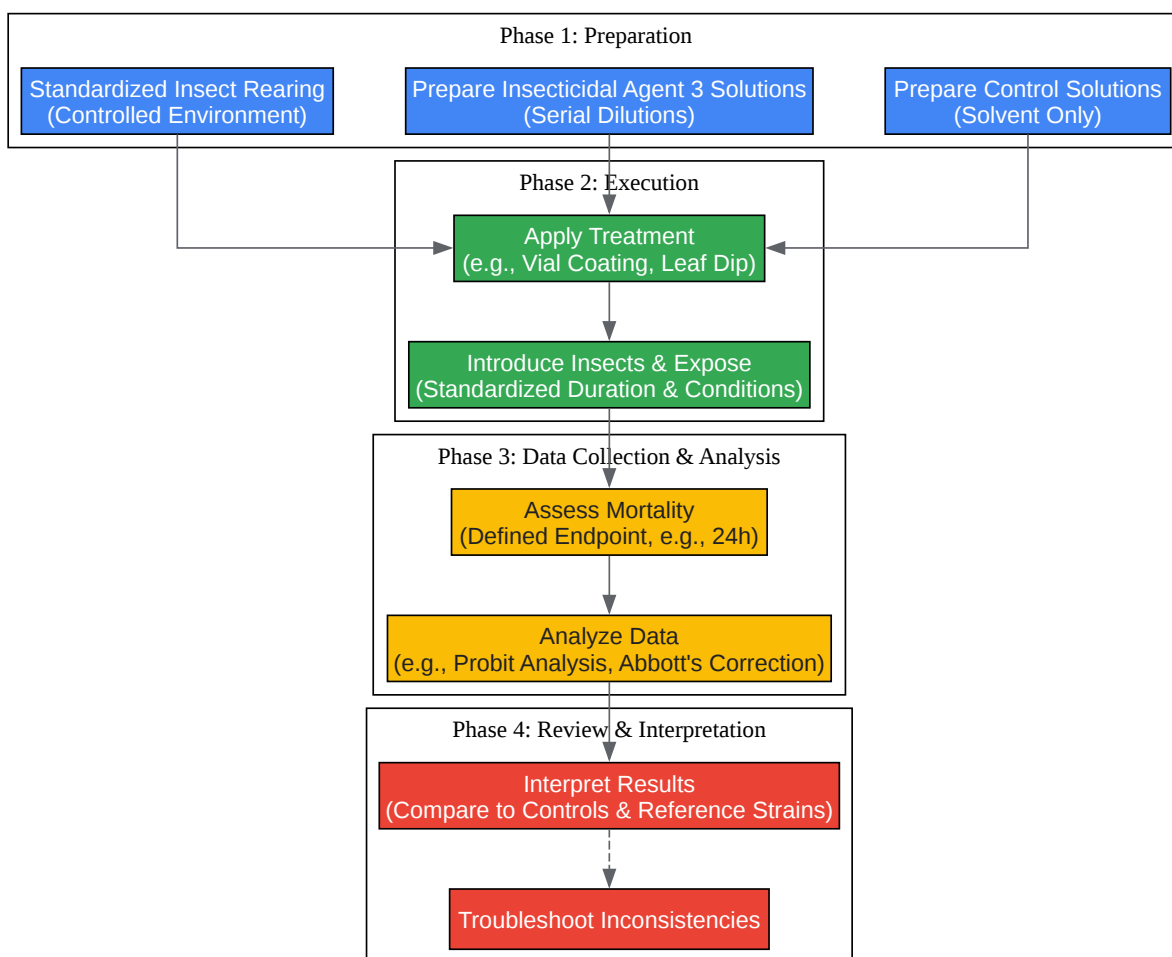 Phase 1: Preparation
Standardized Insect Rearing
(Controlled Environment)
Prepare Insecticidal Agent 3 Solutions
(Serial Dilutions)
Prepare Control Solutions
(Solvent Only)
Phase 2: Execution
Apply Treatment
(e.g., Vial Coating, Leaf Dip)
Introduce Insects & Expose
(Standardized Duration & Conditions)
Phase 3: Data Collection & Analysis
Assess Mortality
(Defined Endpoint, e.g., 24h)
Analyze Data
(e.g., Probit Analysis, Abbott's Correction)
Phase 4: Review & Interpretation
Interpret Results
(Compare to Controls & Reference Strains)
Troubleshoot Inconsistencies